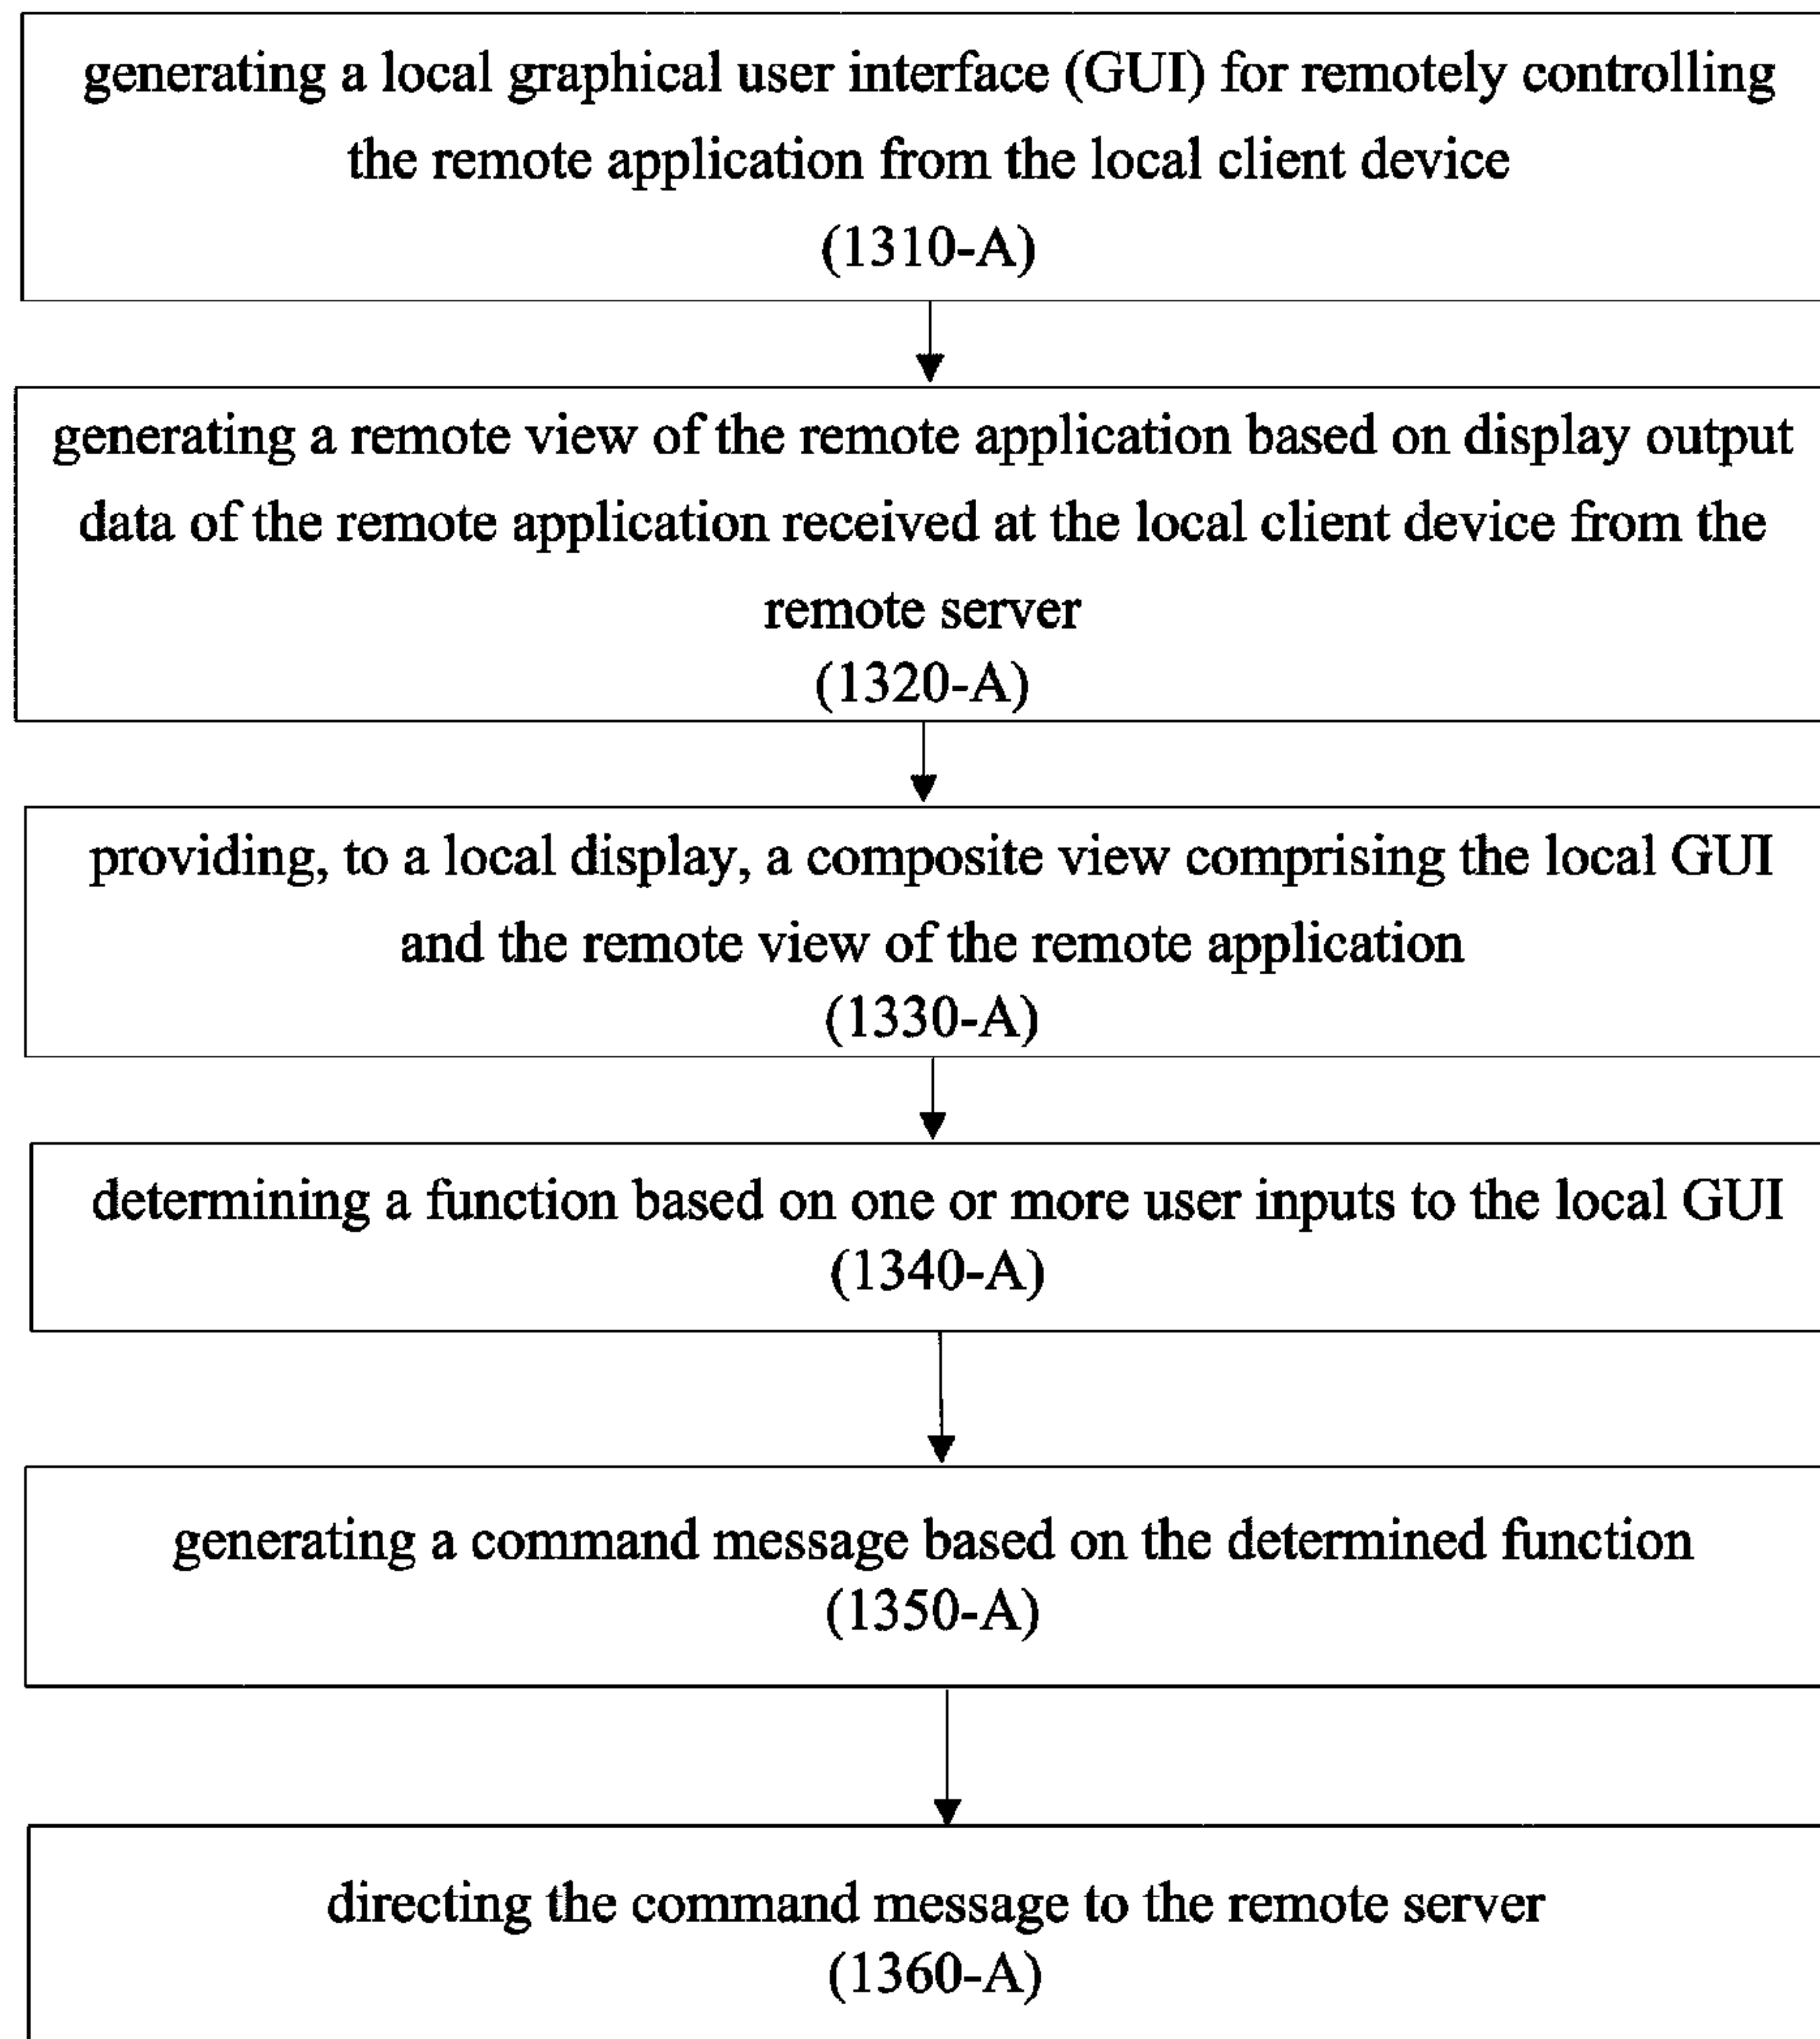 generating a local graphical user interface (GUI) for remotely controlling
the remote application from the local client device
(1310-A)
generating a remote view of the remote application based on display output
data of the remote application received at the local client device from the
remote server
(1320-A)
providing, to a local display, a composite view comprising the local GUI
and the remote view of the remote application
(1330-A)
determining a function based on one or more user inputs to the local GUI
(1340-A)
generating a command message based on the determined function
(1350-A)
directing the command message to the remote server
(1360-A)